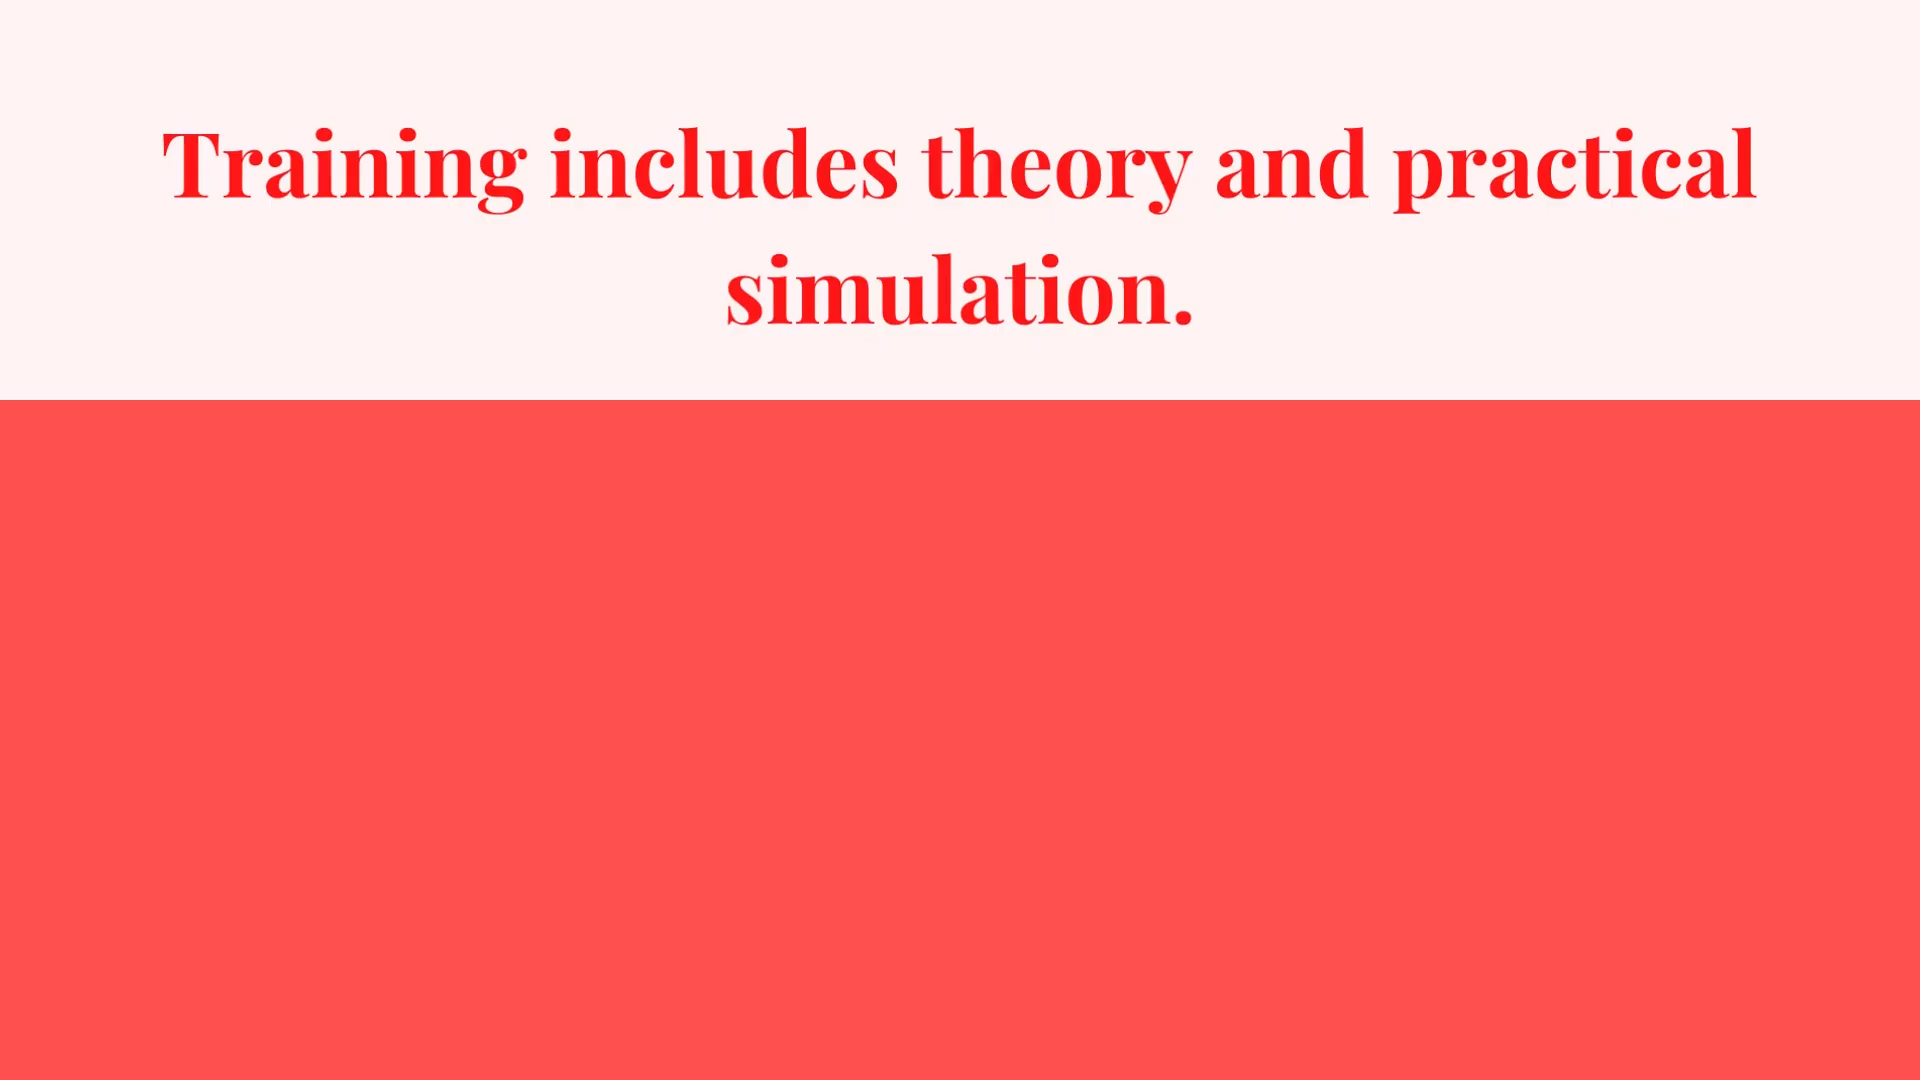 Training includes theory and practical
simulation.